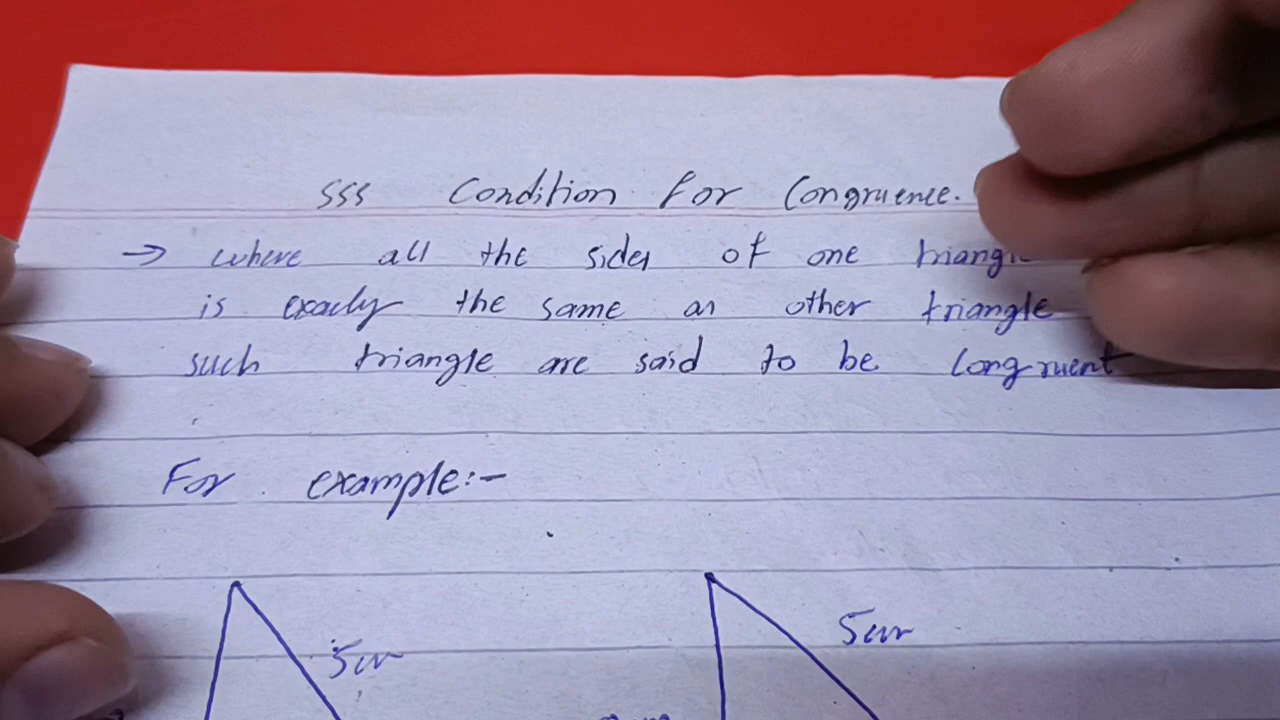 SSS Condition For Congruence.
→ where all the sides of one triangle
is exacly the same as other triangle
such triangle are said to be Congruent
For example:-
5cm 5cm